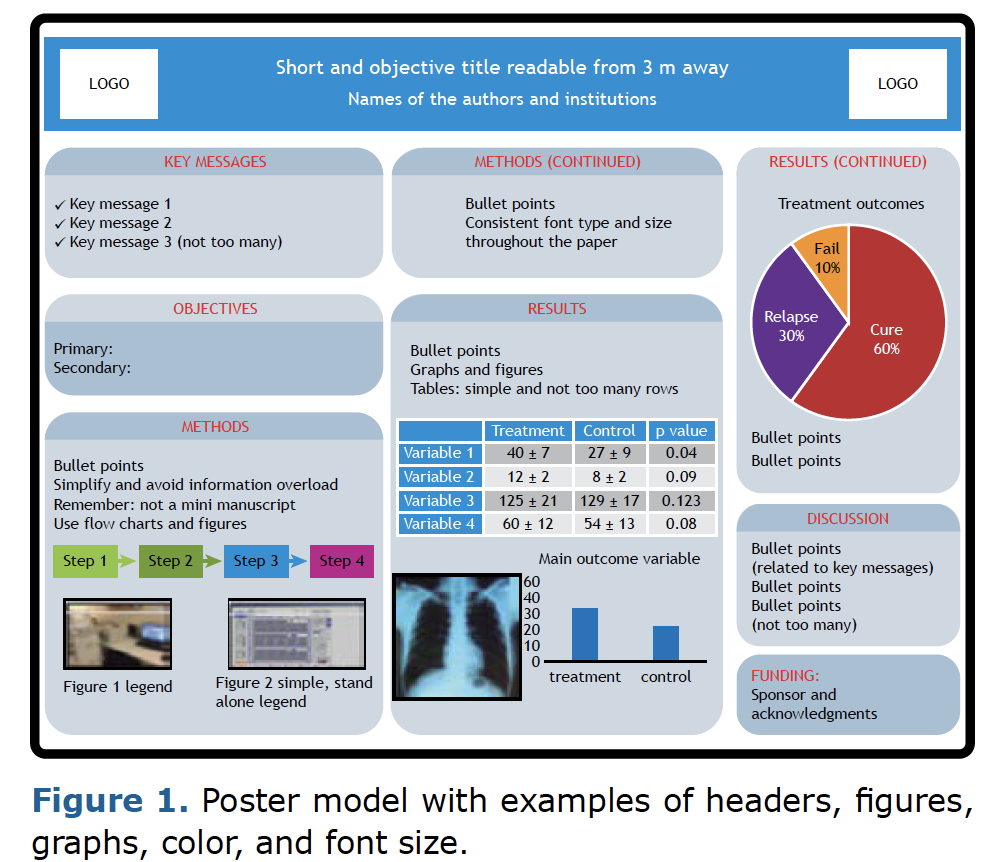 LOGO
Short and objective title readable from 3 m away
Names of the authors and institutions
LOGO
KEY MESSAGES
✓ Key message 1
✓ Key message 2
✓ Key message 3 (not too many)
OBJECTIVES
Primary:
Secondary:
METHODS
Bullet points
Simplify and avoid information overload
Remember: not a mini manuscript
Use flow charts and figures
Step 1
Step 2
Step 3
Step 4
Figure 1 legend
Figure 2 simple, stand
alone legend
METHODS (CONTINUED)
Bullet points
Consistent font type and size
throughout the paper
RESULTS
Bullet points
Graphs and figures
Tables: simple and not too many rows
Treatment Control p value
Variable 1 40 ± 7 27 ± 9 0.04
Variable 2 12 ± 2 8 ± 2 0.09
Variable 3 125 ± 21 129 ± 17 0.123
Variable 4 60 ± 12 54 ± 13 0.08
Main outcome variable
60
50
40
30
20
10
0
treatment control
RESULTS (CONTINUED)
Treatment outcomes
Fail
10%
Relapse
30%
Cure
60%
Bullet points
Bullet points
DISCUSSION
Bullet points
(related to key messages)
Bullet points
Bullet points
(not too many)
FUNDING:
Sponsor and
acknowledgments
Figure 1. Poster model with examples of headers, figures,
graphs, color, and font size.